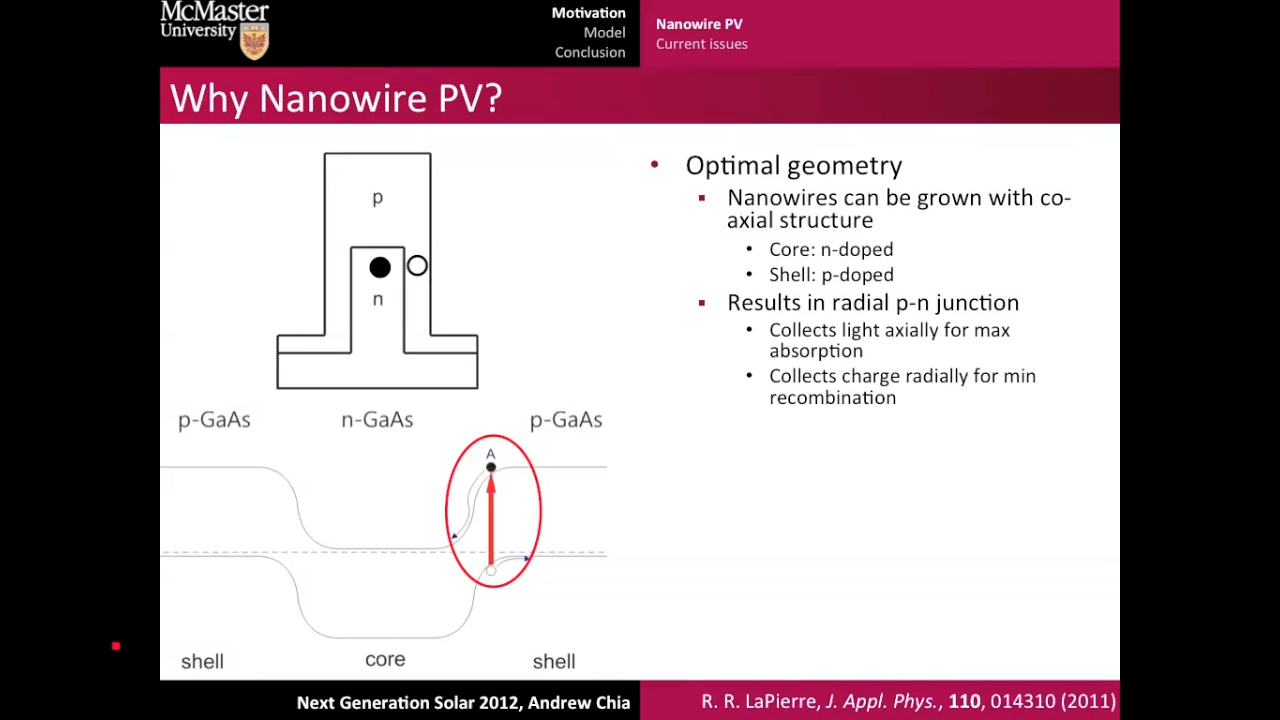 McMaster
University
Motivation
Model
Conclusion
Nanowire PV
Current issues
Why Nanowire PV?
p
n
p-GaAs
n-GaAs
p-GaAs
A
shell
core
shell
• Optimal geometry
▪ Nanowires can be grown with co-
axial structure
• Core: n-doped
• Shell: p-doped
▪ Results in radial p-n junction
• Collects light axially for max
absorption
• Collects charge radially for min
recombination
Next Generation Solar 2012, Andrew Chia
R. R. LaPierre, J. Appl. Phys., 110, 014310 (2011)